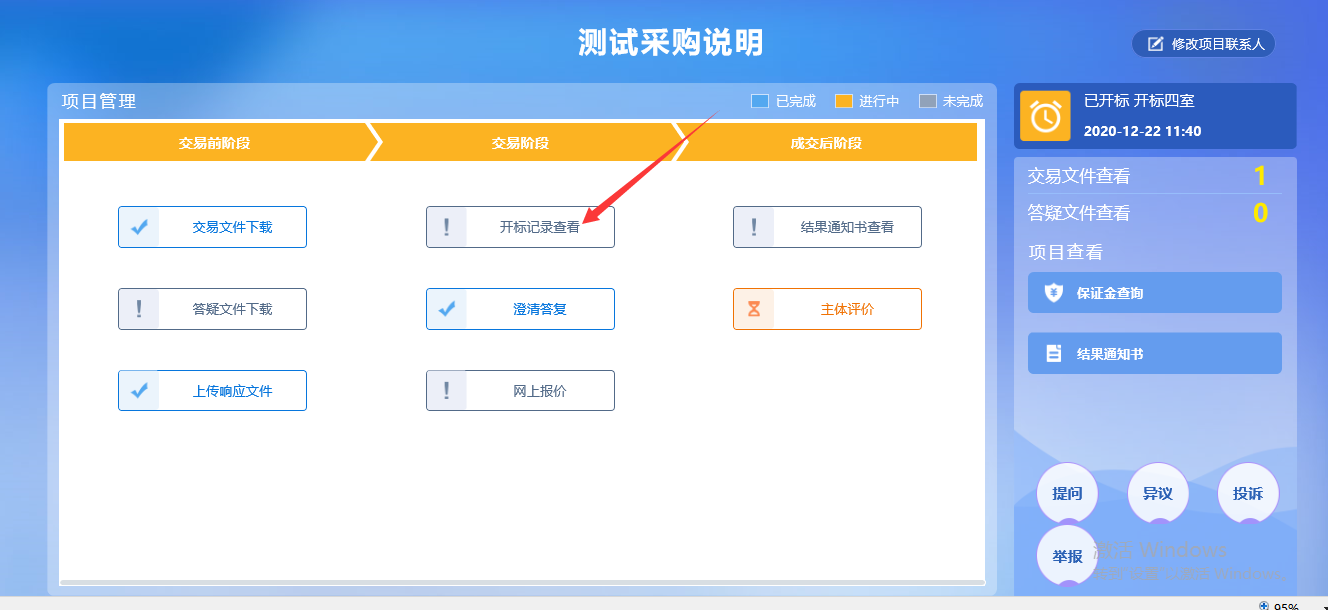 测试采购说明
修改项目联系人
项目管理
已完成 进行中 未完成
交易前阶段 交易阶段 成交后阶段
交易文件下载 开标记录查看 结果通知书查看
答疑文件下载 澄清答复 主体评价
上传响应文件 网上报价
已开标 开标四室
2020-12-22 11:40
交易文件查看 1
答疑文件查看 0
项目查看
保证金查询
结果通知书
提问 异议 投诉
举报
Windows
95%